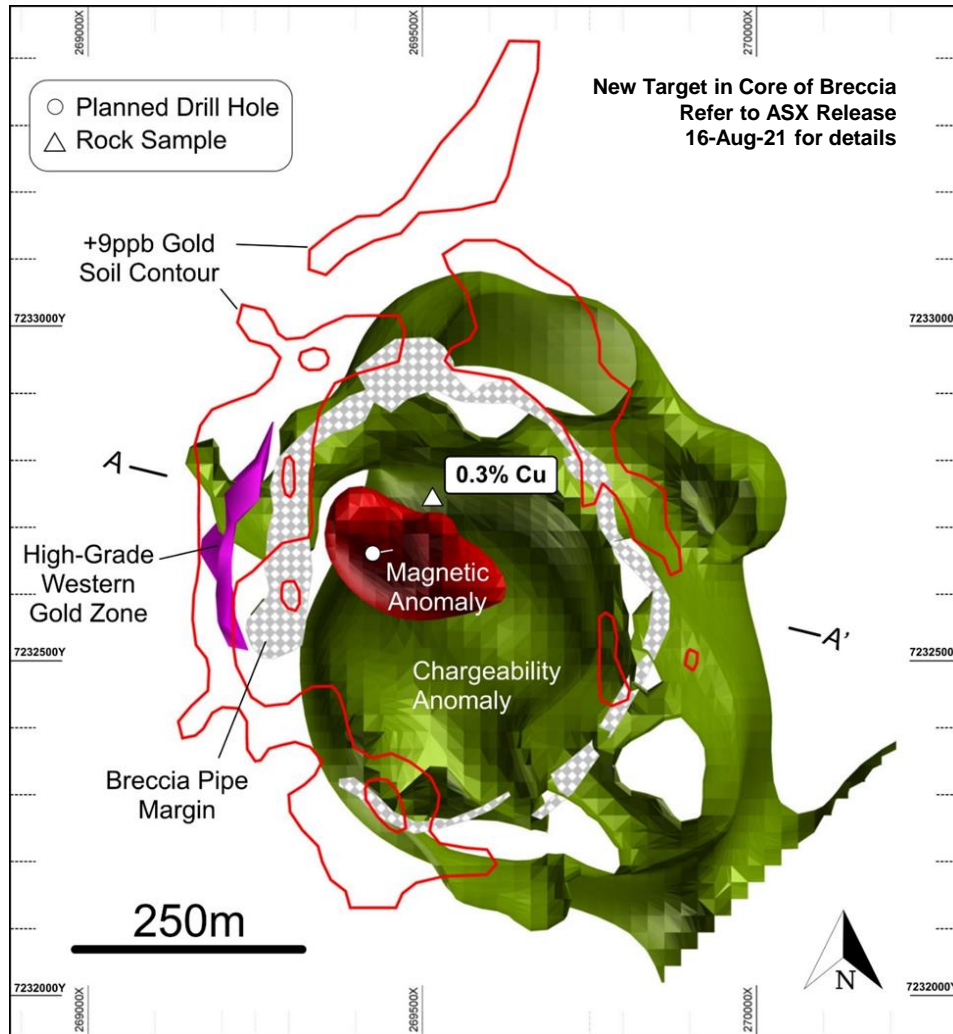 269000X
269500X
270000X
New Target in Core of Breccia
Refer to ASX Release
16-Aug-21 for details
Planned Drill Hole
Rock Sample
+9ppb Gold
Soil Contour
7233000Y
7233000Y
A
0.3% Cu
High-Grade
Western
Gold Zone
Magnetic
Anomaly
A'
7232500Y
7232500Y
Chargeability
Anomaly
Breccia Pipe
Margin
250m
N
7232000Y
7232000Y
269000X
269500X
270000X